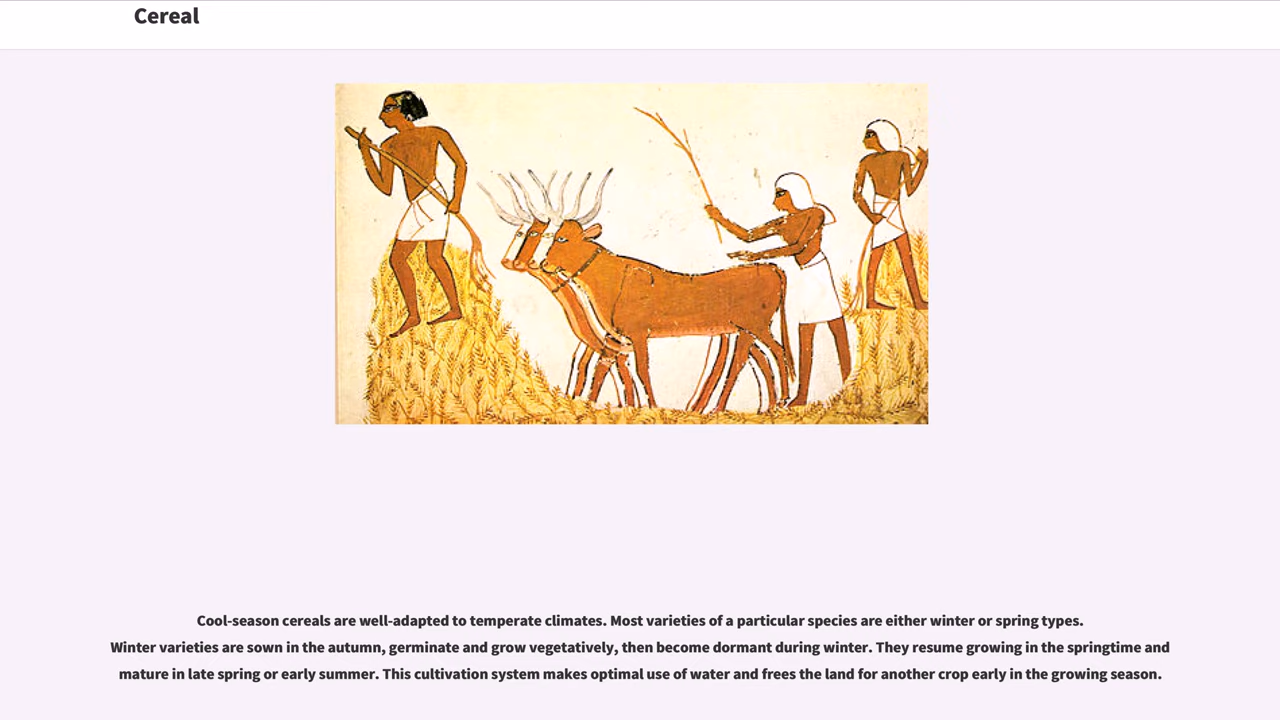 Cereal
Cool-season cereals are well-adapted to temperate climates. Most varieties of a particular species are either winter or spring types.
Winter varieties are sown in the autumn, germinate and grow vegetatively, then become dormant during winter. They resume growing in the springtime and
mature in late spring or early summer. This cultivation system makes optimal use of water and frees the land for another crop early in the growing season.